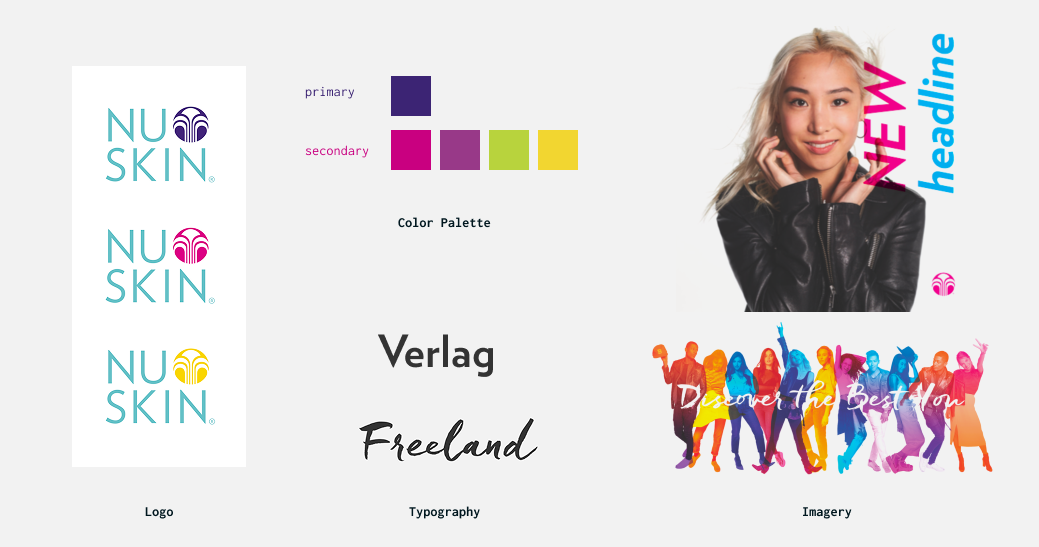 NU
SKIN®
NU
SKIN®
NU
SKIN®
Logo
primary
secondary
Color Palette
Verlag
Freeland
Typography
NEW
headline
Discover the Best You
Imagery